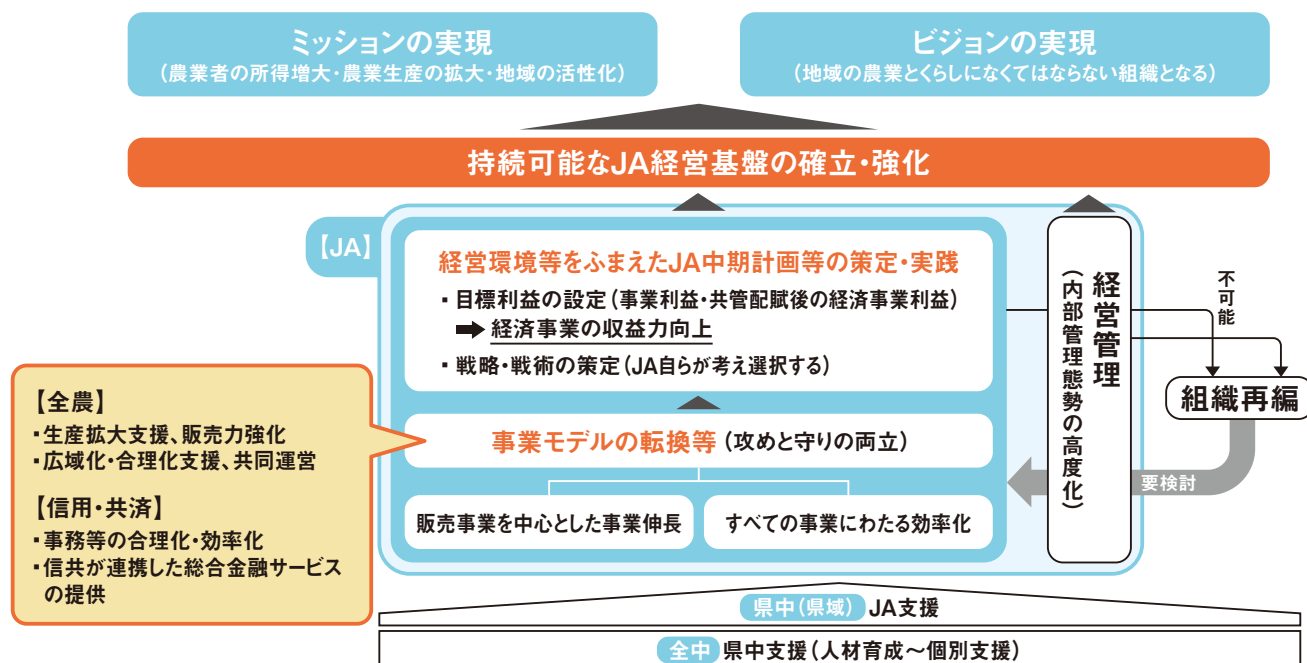 ミッションの実現
(農業者の所得増大・農業生産の拡大・地域の活性化)
ビジョンの実現
(地域の農業とくらしになくてはならない組織となる)
持続可能なJA経営基盤の確立・強化
【JA】
経営環境等をふまえたJA中期計画等の策定・実践
・目標利益の設定(事業利益・共管配賦後の経済事業利益)
➡ 経済事業の収益力向上
・戦略・戦術の策定(JA自らが考え選択する)
事業モデルの転換等(攻めと守りの両立)
販売事業を中心とした事業伸長
すべての事業にわたる効率化
経営管理
(内部管理態勢の高度化)
不可能
組織再編
要検討
【全農】
・生産拡大支援、販売力強化
・広域化・合理化支援、共同運営
【信用・共済】
・事務等の合理化・効率化
・信共が連携した総合金融サービス
の提供
県中(県域) JA支援
全中 県中支援(人材育成～個別支援)